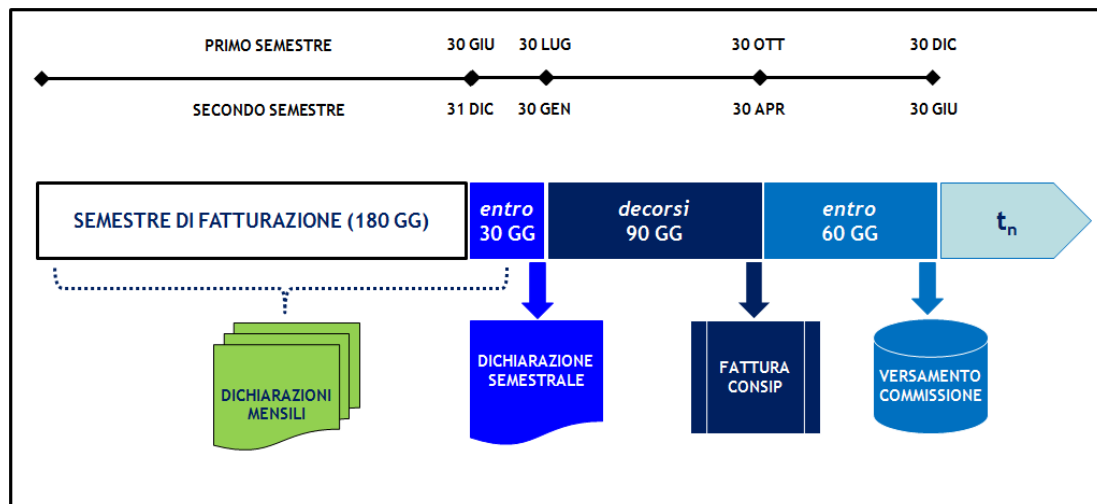 PRIMO SEMESTRE
30 GIU
30 LUG
30 OTT
30 DIC
SECONDO SEMESTRE
31 DIC
30 GEN
30 APR
30 GIU
SEMESTRE DI FATTURAZIONE (180 GG)
entro
30 GG
decorsi
90 GG
entro
60 GG
tn
DICHIARAZIONI
MENSILI
DICHIARAZIONE
SEMESTRALE
FATTURA
CONSIP
VERSAMENTO
COMMISSIONE